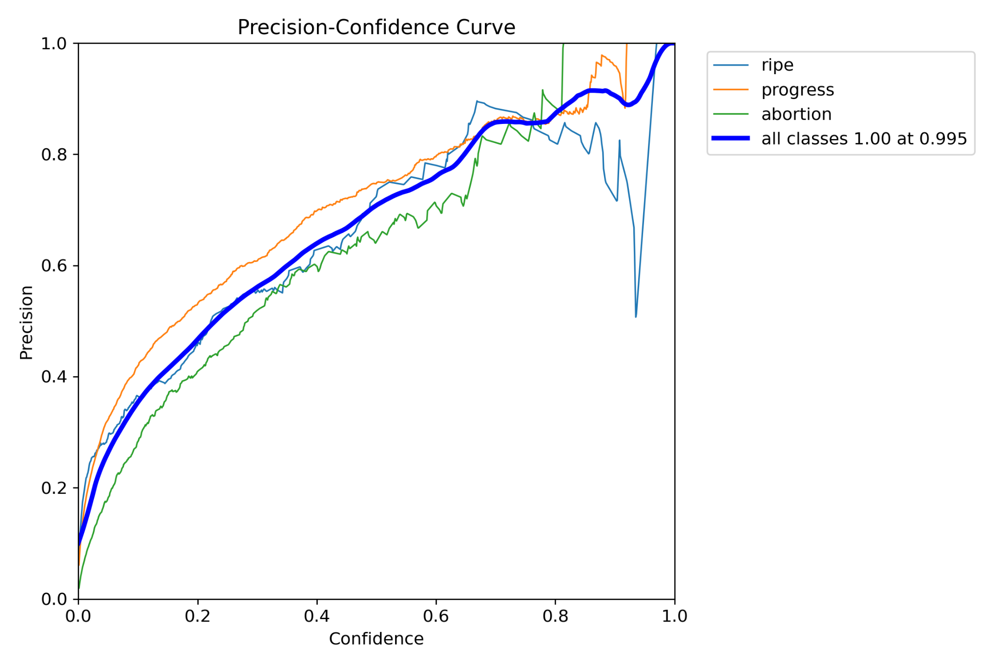 Precision-Confidence Curve
1.0
0.8
0.6
0.4
0.2
0.0
Precision
0.0 0.2 0.4 0.6 0.8 1.0
Confidence
ripe
progress
abortion
all classes 1.00 at 0.995